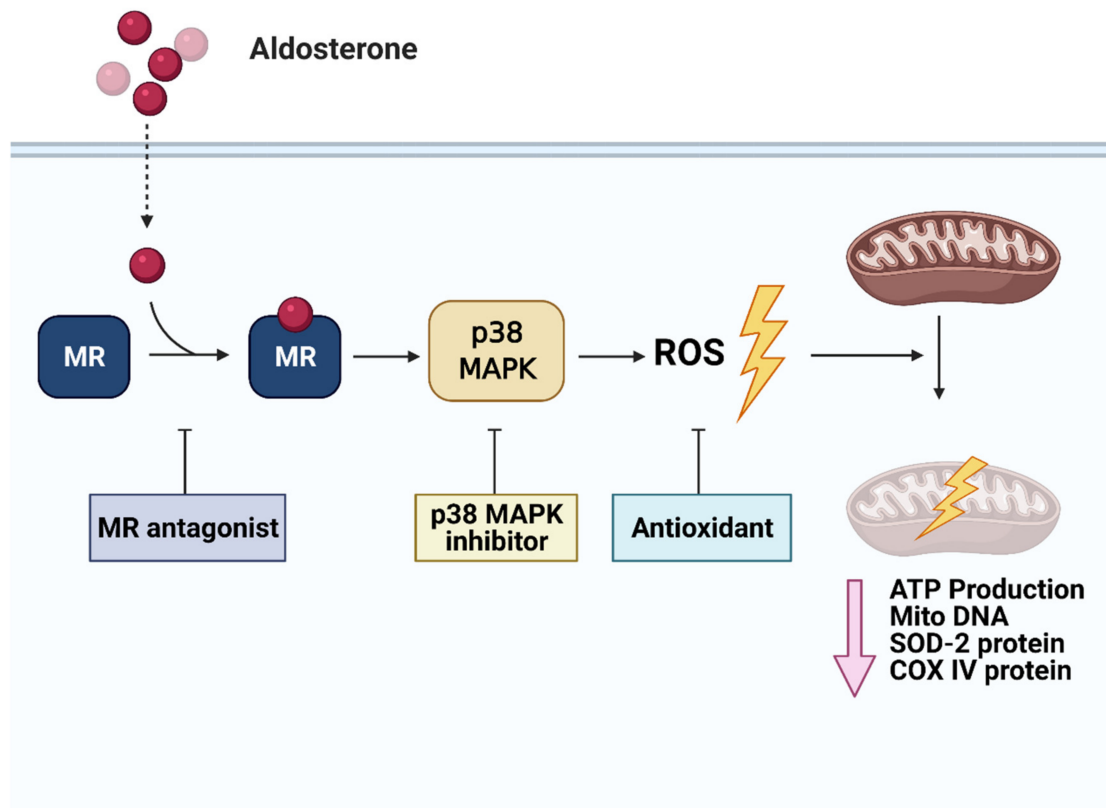 Aldosterone
MR
MR
p38
MAPK
ROS
MR antagonist
p38 MAPK
inhibitor
Antioxidant
ATP Production
Mito DNA
SOD-2 protein
COX IV protein